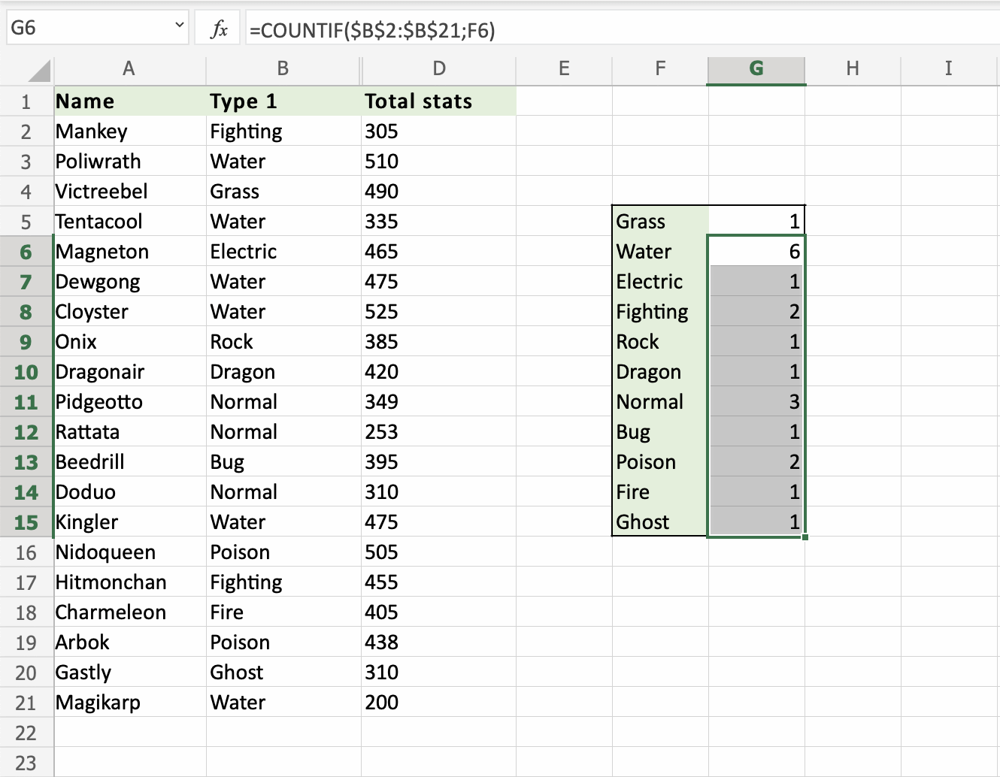 G6 fx =COUNTIF($B$2:$B$21;F6)
A B D E F G H I
1 Name Type 1 Total stats
2 Mankey Fighting 305
3 Poliwrath Water 510
4 Victreebel Grass 490
5 Tentacool Water 335 Grass 1
6 Magneton Electric 465 Water 6
7 Dewgong Water 475 Electric 1
8 Cloyster Water 525 Fighting 2
9 Onix Rock 385 Rock 1
10 Dragonair Dragon 420 Dragon 1
11 Pidgeotto Normal 349 Normal 3
12 Rattata Normal 253 Bug 1
13 Beedrill Bug 395 Poison 2
14 Doduo Normal 310 Fire 1
15 Kingler Water 475 Ghost 1
16 Nidoqueen Poison 505
17 Hitmonchan Fighting 455
18 Charmeleon Fire 405
19 Arbok Poison 438
20 Gastly Ghost 310
21 Magikarp Water 200
22
23